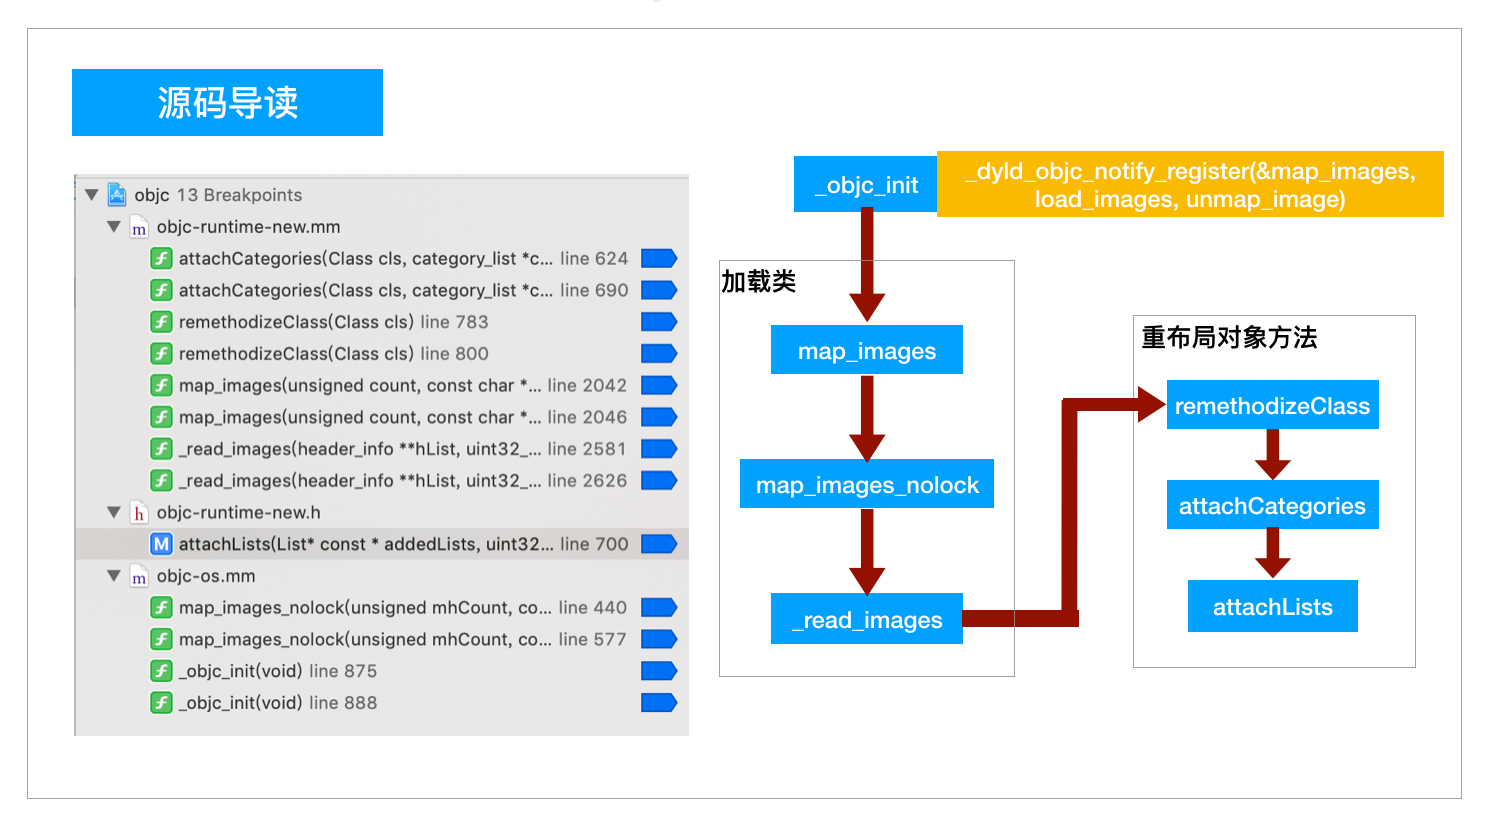 源码导读
objc 13 Breakpoints
objc-runtime-new.mm
attachCategories(Class cls, category_list *c... line 624
attachCategories(Class cls, category_list *c... line 690
remethodizeClass(Class cls) line 783
remethodizeClass(Class cls) line 800
map_images(unsigned count, const char *... line 2042
map_images(unsigned count, const char *... line 2046
_read_images(header_info **hList, uint32_... line 2581
_read_images(header_info **hList, uint32_... line 2626
objc-runtime-new.h
attachLists(List* const * addedLists, uint32... line 700
objc-os.mm
map_images_nolock(unsigned mhCount, co... line 440
map_images_nolock(unsigned mhCount, co... line 577
_objc_init(void) line 875
_objc_init(void) line 888
_objc_init
_dyld_objc_notify_register(&map_images,
load_images, unmap_image)
加载类
map_images
map_images_nolock
_read_images
重布局对象方法
remethodizeClass
attachCategories
attachLists